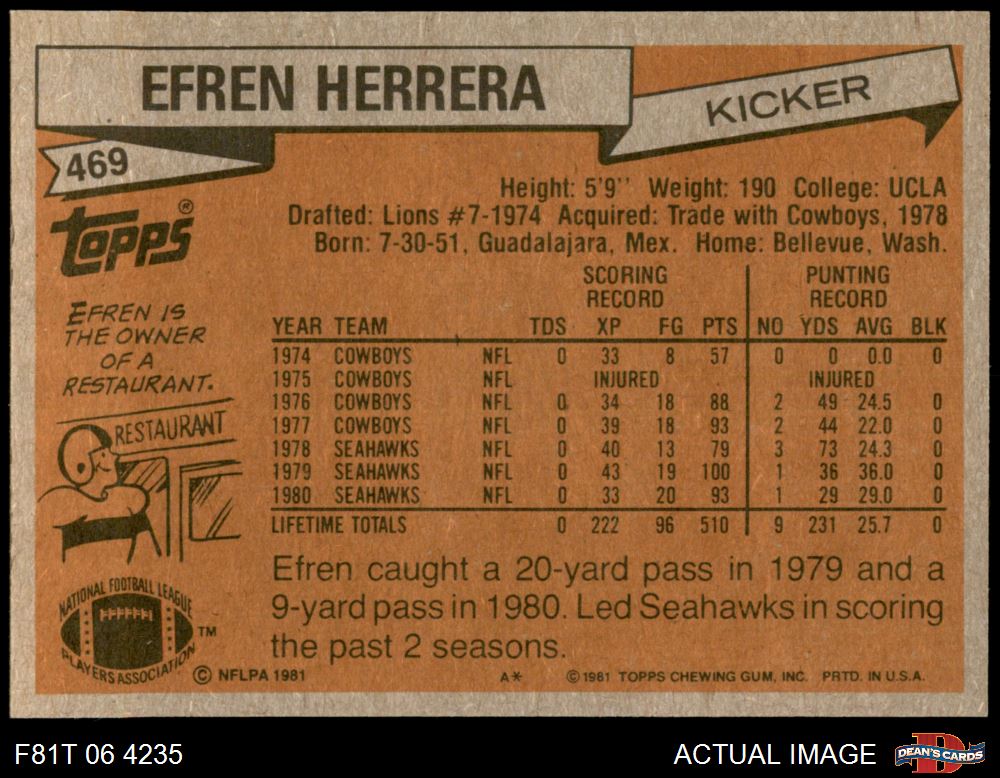 EFREN HERRERA
KICKER
469
Topps®
Height: 5'9'' Weight: 190 College: UCLA
Drafted: Lions #7-1974 Acquired: Trade with Cowboys, 1978
Born: 7-30-51, Guadalajara, Mex. Home: Bellevue, Wash.
EFREN IS
THE OWNER
OF A
RESTAURANT.
RESTAURANT
SCORING PUNTING
RECORD RECORD
YEAR TEAM TDS XP FG PTS NO YDS AVG BLK
1974 COWBOYS NFL 0 33 8 57 0 0 0.0 0
1975 COWBOYS NFL INJURED INJURED
1976 COWBOYS NFL 0 34 18 88 2 49 24.5 0
1977 COWBOYS NFL 0 39 18 93 2 44 22.0 0
1978 SEAHAWKS NFL 0 40 13 79 3 73 24.3 0
1979 SEAHAWKS NFL 0 43 19 100 1 36 36.0 0
1980 SEAHAWKS NFL 0 33 20 93 1 29 29.0 0
LIFETIME TOTALS 0 222 96 510 9 231 25.7 0
Efren caught a 20-yard pass in 1979 and a
9-yard pass in 1980. Led Seahawks in scoring
the past 2 seasons.
NATIONAL FOOTBALL LEAGUE
PLAYERS ASSOCIATION
TM
© NFLPA 1981 A* © 1981 TOPPS CHEWING GUM, INC. PRTD. IN U.S.A.
F81T 06 4235 ACTUAL IMAGE
DEAN'S CARDS